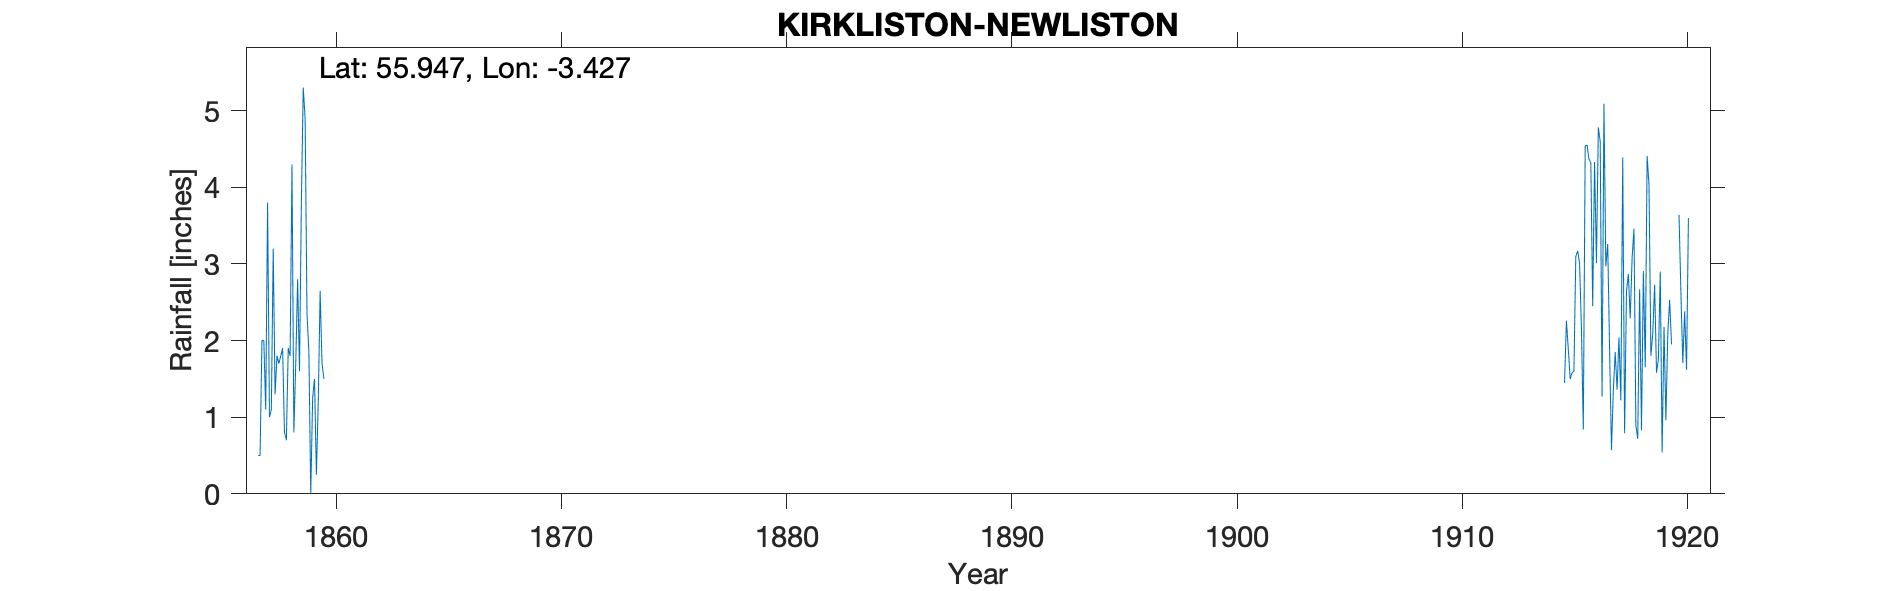 KIRKLISTON-NEWLISTON
Lat: 55.947, Lon: -3.427
5
4
3
2
1
0
Rainfall [inches]
1860 1870 1880 1890 1900 1910 1920
Year